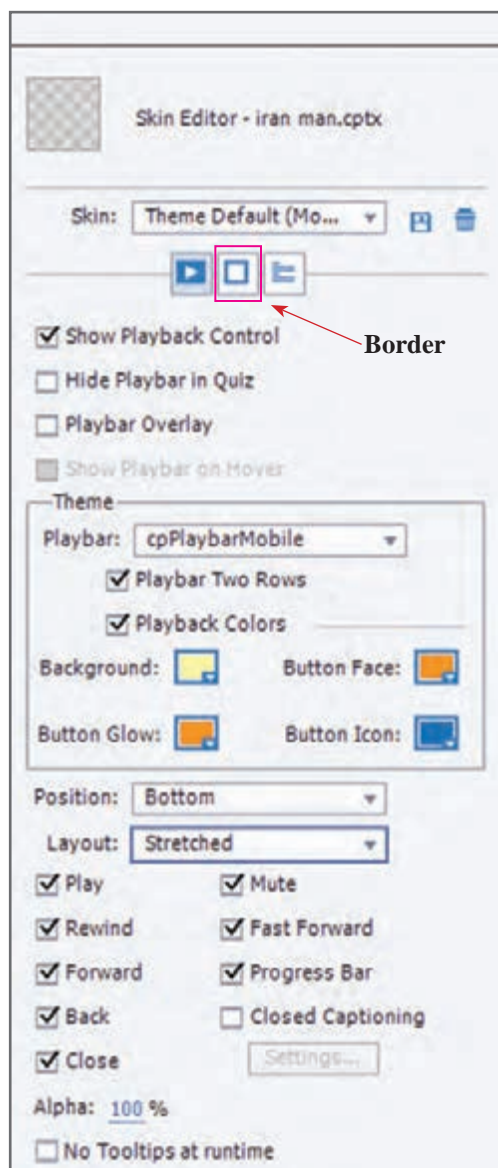 Skin Editor - iran man.cptx
Skin: Theme Default (Mo...
Border
Show Playback Control
Hide Playbar in Quiz
Playbar Overlay
Show Playbar on Hover
Theme
Playbar: cpPlaybarMobile
Playbar Two Rows
Playback Colors
Background: Button Face:
Button Glow: Button Icon:
Position: Bottom
Layout: Stretched
Play Mute
Rewind Fast Forward
Forward Progress Bar
Back Closed Captioning
Close Settings...
Alpha: 100 %
No Tooltips at runtime